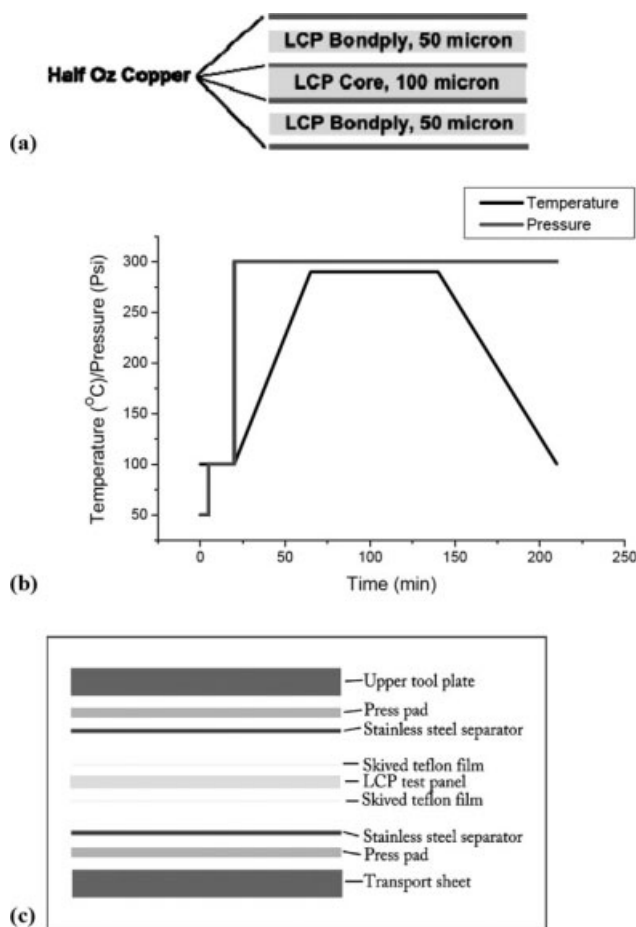 LCP Bondply, 50 micron
Half Oz Copper
LCP Core, 100 micron
LCP Bondply, 50 micron
(a)
Temperature
Pressure
Temperature (°C)/Pressure (Psi)
300
250
200
150
100
50
0
50
100
150
200
250
Time (min)
(b)
Upper tool plate
Press pad
Stainless steel separator
Skived teflon film
LCP test panel
Skived teflon film
Stainless steel separator
Press pad
Transport sheet
(c)